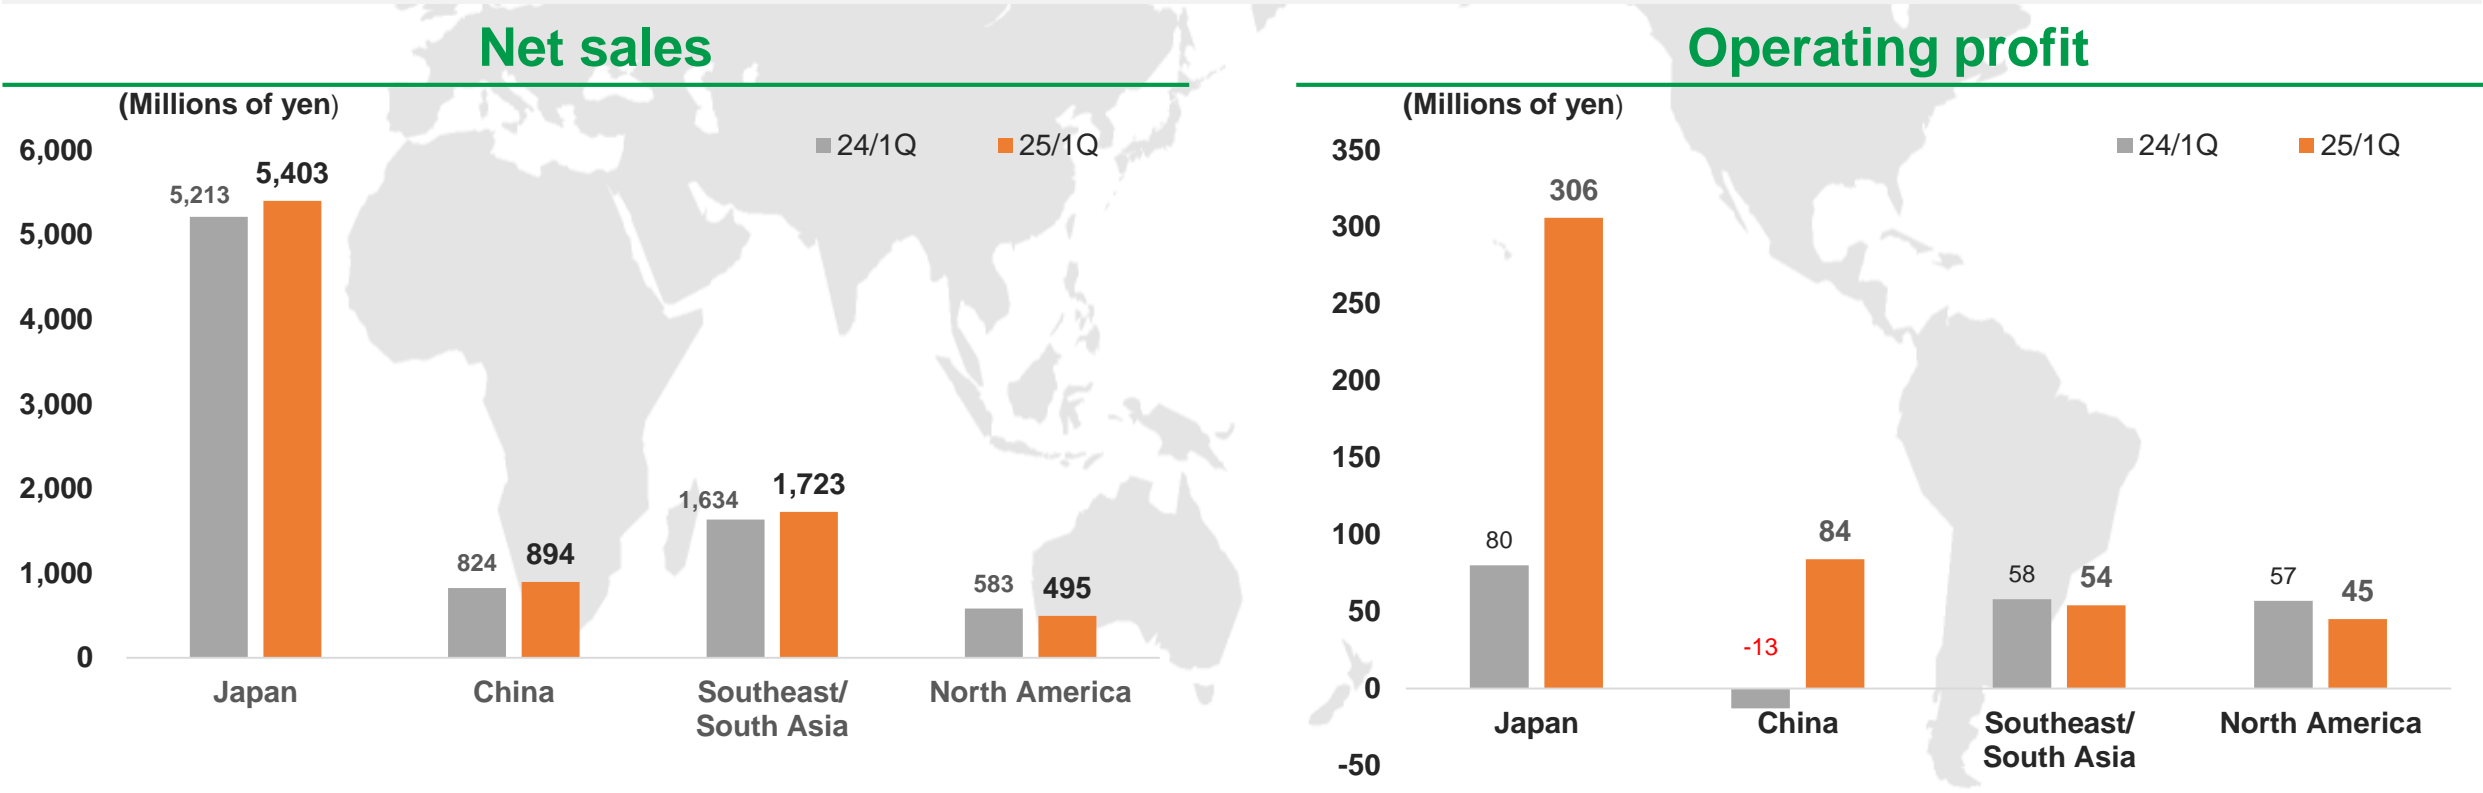 Net sales
(Millions of yen)
24/1Q 25/1Q
6,000
5,000
4,000
3,000
2,000
1,000
0
5,213 5,403
824 894
1,634 1,723
583 495
Japan China Southeast/ North America
South Asia
Operating profit
(Millions of yen)
24/1Q 25/1Q
350
300
250
200
150
100
50
0
-50
80 306
-13 84
58 54
57 45
Japan China Southeast/ North America
South Asia